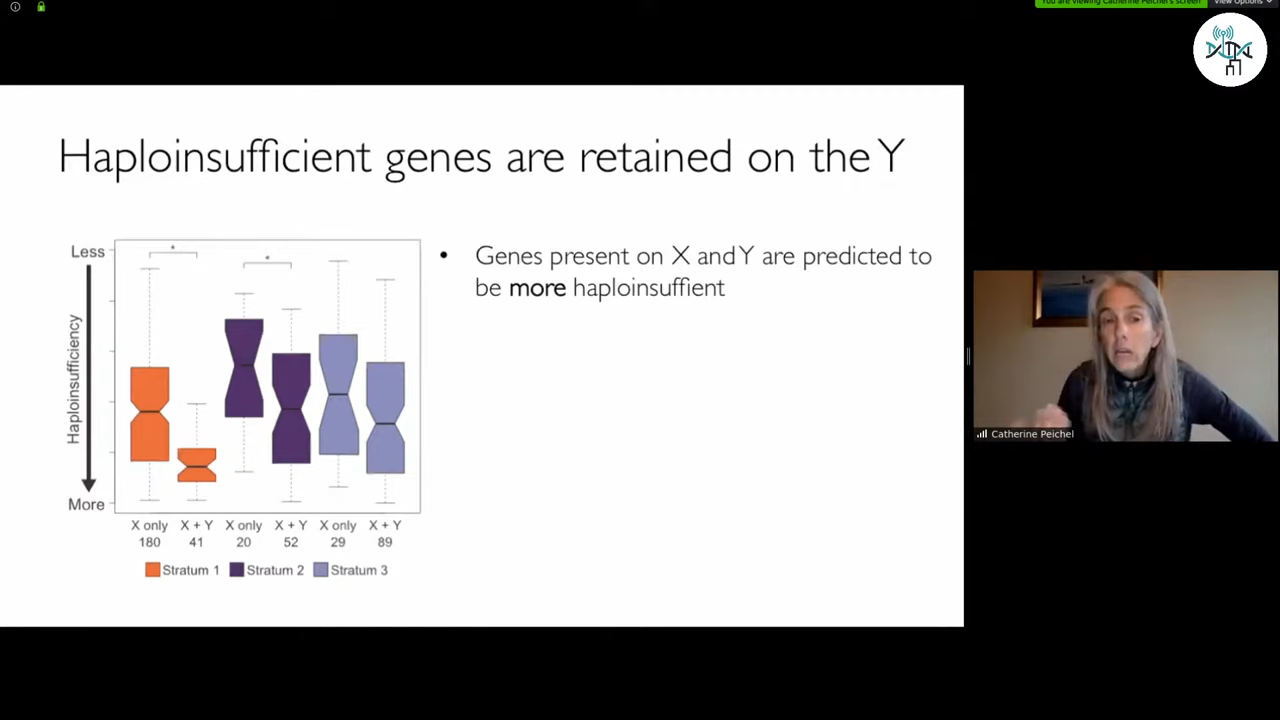 You are viewing Catherine Peichel's screen
View Options
Haploinsufficient genes are retained on the Y
Less
Haploinsufficiency
More
* *
X only X + Y X only X + Y X only X + Y
180 41 20 52 29 89
Stratum 1 Stratum 2 Stratum 3
• Genes present on X and Y are predicted to
be more haploinsuffient
Catherine Peichel